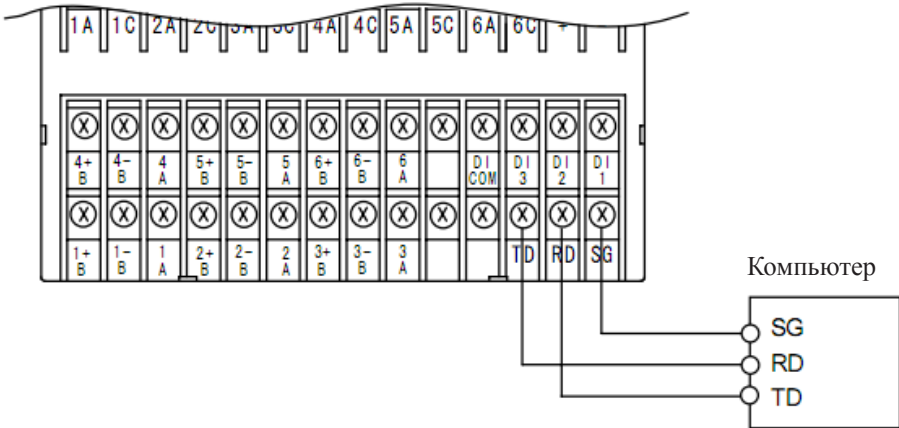 1A 1C 2A 2C 3A 3C 4A 4C 5A 5C 6A 6C +
4+ B 4- B 4 A 5+ B 5- B 5 A 6+ B 6- B 6 A DI COM DI 3 DI 2 DI 1
1+ B 1- B 1 A 2+ B 2- B 2 A 3+ B 3- B 3 A TD RD SG
Компьютер
SG
RD
TD